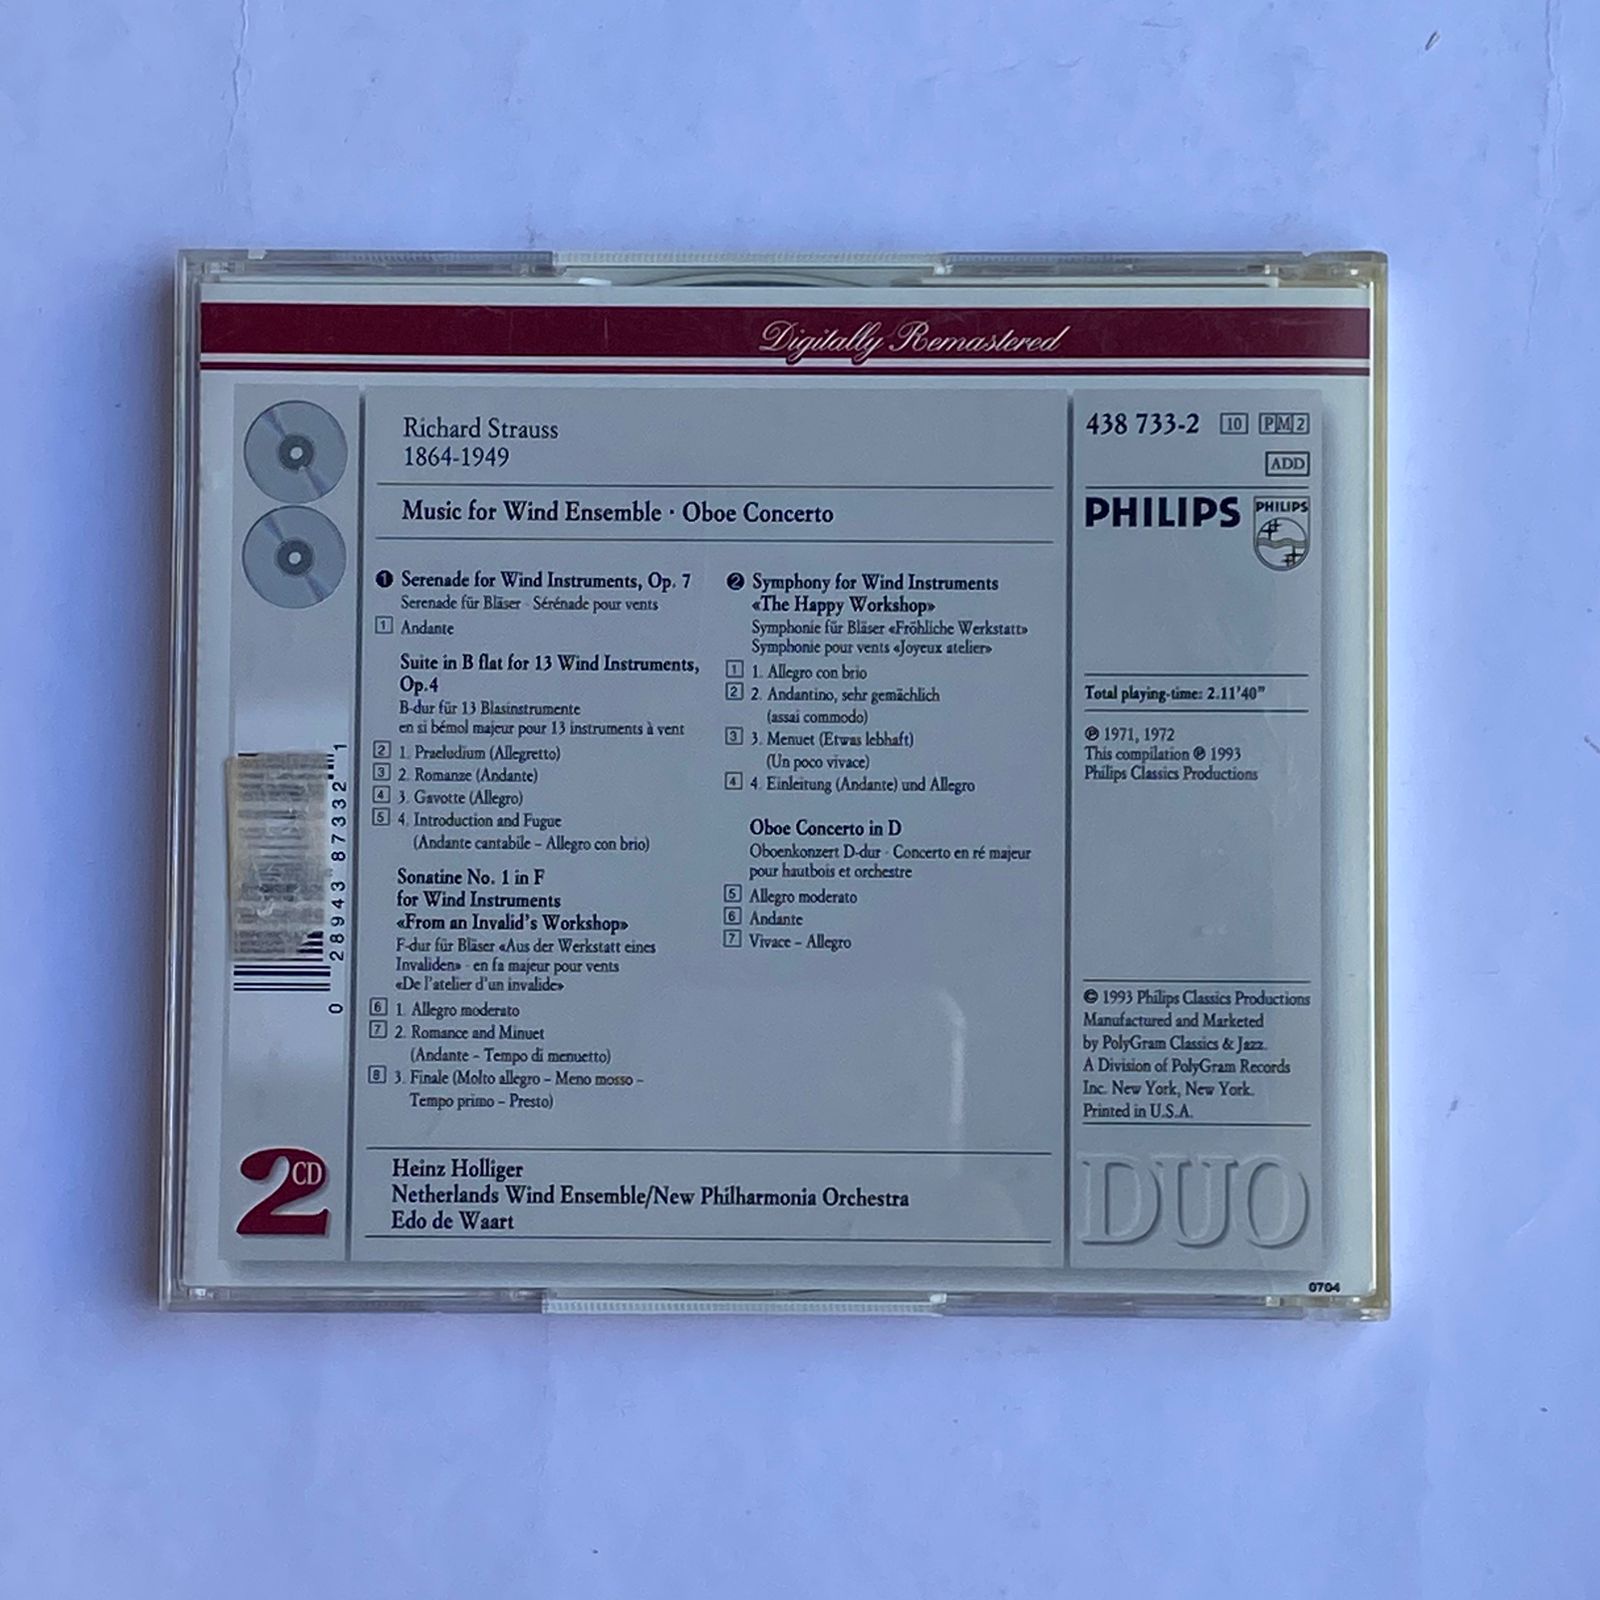 Digitally Remastered
Richard Strauss
1864-1949
Music for Wind Ensemble · Oboe Concerto
1 Serenade for Wind Instruments, Op. 7
Serenade für Bläser · Sérénade pour vents
1 Andante
Suite in B flat for 13 Wind Instruments,
Op.4
B-dur für 13 Blasinstrumente
en si bémol majeur pour 13 instruments à vent
2 1. Praeludium (Allegretto)
3 2. Romanze (Andante)
4 3. Gavotte (Allegro)
5 4. Introduction and Fugue
(Andante cantabile – Allegro con brio)
Sonatine No. 1 in F
for Wind Instruments
«From an Invalid's Workshop»
F-dur für Bläser «Aus der Werkstatt eines
Invaliden» · en fa majeur pour vents
«De l'atelier d'un invalide»
6 1. Allegro moderato
7 2. Romance and Minuet
(Andante – Tempo di menuetto)
8 3. Finale (Molto allegro – Meno mosso –
Tempo primo – Presto)
2 Symphony for Wind Instruments
«The Happy Workshop»
Symphonie für Bläser «Fröhliche Werkstatt»
Symphonie pour vents «Joyeux atelier»
1 1. Allegro con brio
2 2. Andantino, sehr gemächlich
(assai commodo)
3 3. Menuet (Etwas lebhaft)
(Un poco vivace)
4 4. Einleitung (Andante) und Allegro
Oboe Concerto in D
Oboenkonzert D-dur · Concerto en ré majeur
pour hautbois et orchestre
5 Allegro moderato
6 Andante
7 Vivace – Allegro
Heinz Holliger
Netherlands Wind Ensemble/New Philharmonia Orchestra
Edo de Waart
438 733-2 10 PM2
ADD
PHILIPS
PHILIPS
Total playing-time: 2.11'40"
℗ 1971, 1972
This compilation ℗ 1993
Philips Classics Productions
© 1993 Philips Classics Productions
Manufactured and Marketed
by PolyGram Classics & Jazz.
A Division of PolyGram Records
Inc. New York, New York.
Printed in U.S.A.
DUO
0704
0 28943 87332 1
2CD